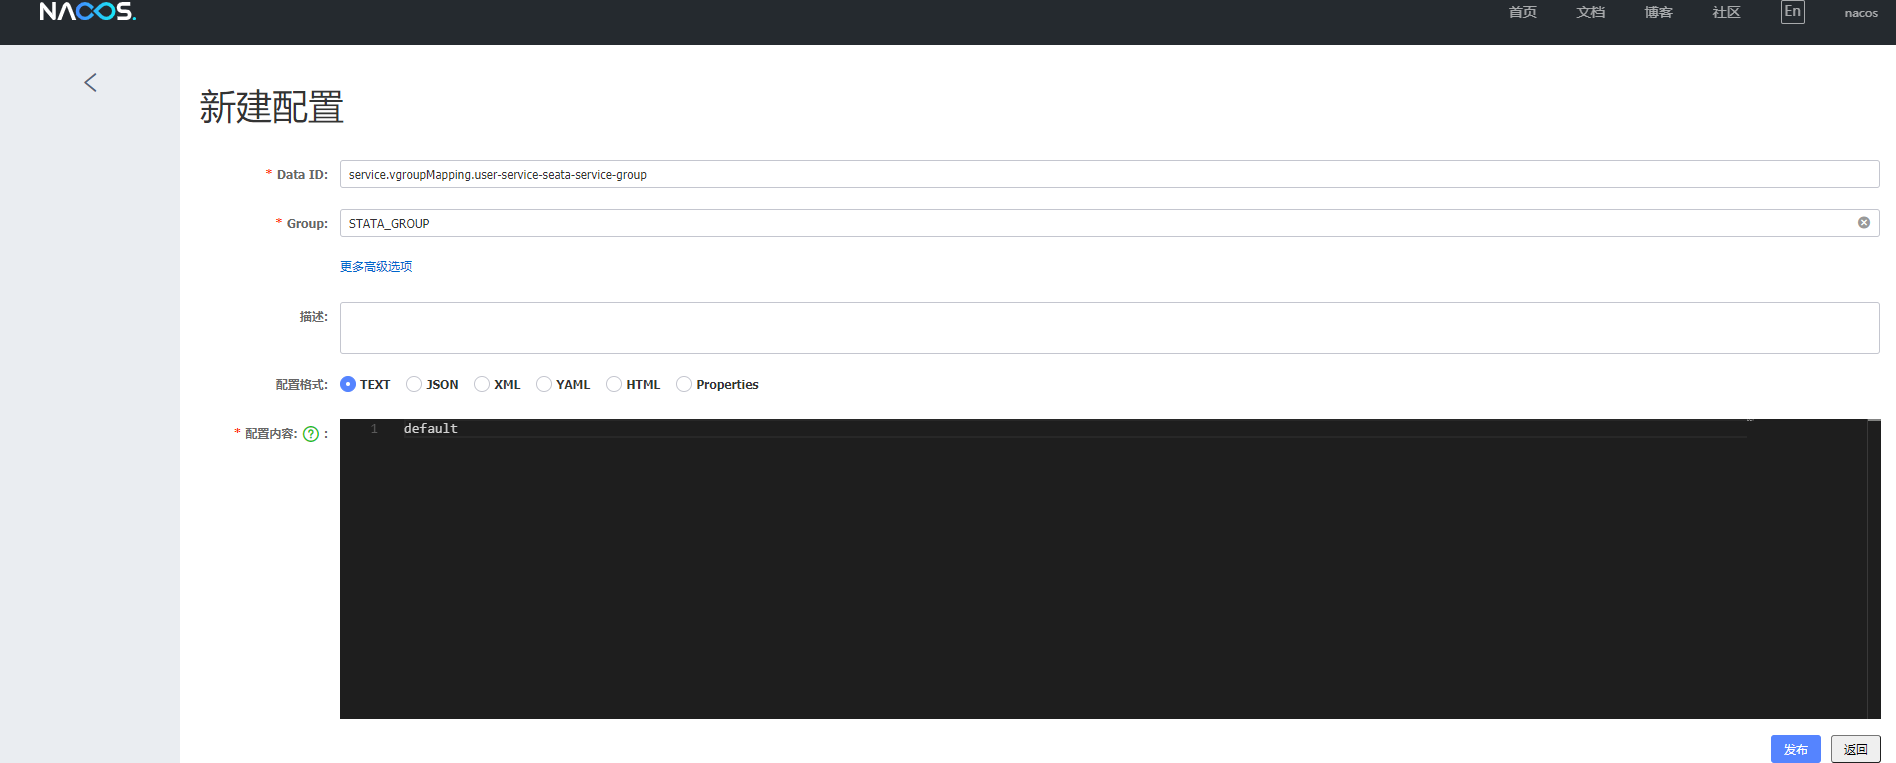 NACOS.
首页 文档 博客 社区 En nacos
新建配置
* Data ID: service.vgroupMapping.user-service-seata-service-group
* Group: STATA_GROUP
更多高级选项
描述:
配置格式: TEXT JSON XML YAML HTML Properties
* 配置内容: ? :
1 default
发布 返回